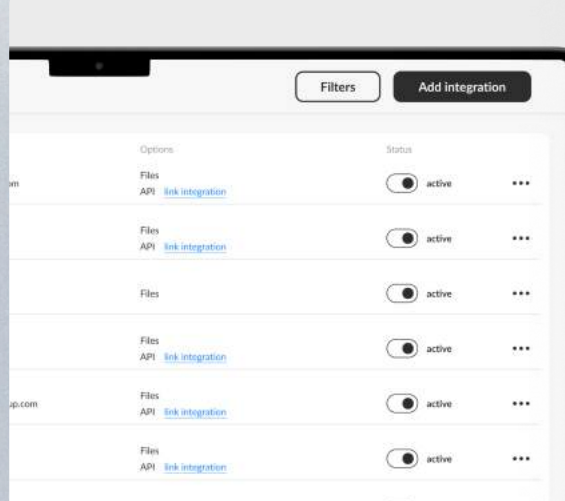 Filters Add integration
Options Status
Files
om API link integration active
Files
API link integration active
Files active
Files
API link integration active
Files
up.com API link integration active
Files
API link integration active